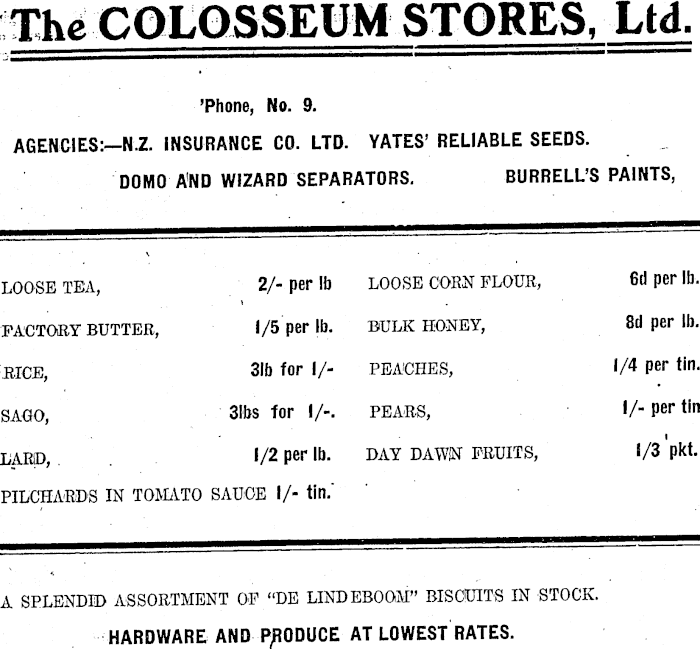 The COLOSSEUM STORES, Ltd.
'Phone, No. 9.
AGENCIES:—N.Z. INSURANCE CO. LTD. YATES' RELIABLE SEEDS.
DOMO AND WIZARD SEPARATORS. BURRELL'S PAINTS,
LOOSE TEA, 2/- per lb LOOSE CORN FLOUR, 6d per lb.
FACTORY BUTTER, 1/5 per lb. BULK HONEY, 8d per lb.
RICE, 3lb for 1/- PEACHES, 1/4 per tin.
SAGO, 3lbs for 1/-. PEARS, 1/- per tin
LARD, 1/2 per lb. DAY DAWN FRUITS, 1/3 pkt.
PILCHARDS IN TOMATO SAUCE 1/- tin.
A SPLENDID ASSORTMENT OF "DE LINDEBOOM" BISCUITS IN STOCK.
HARDWARE AND PRODUCE AT LOWEST RATES.